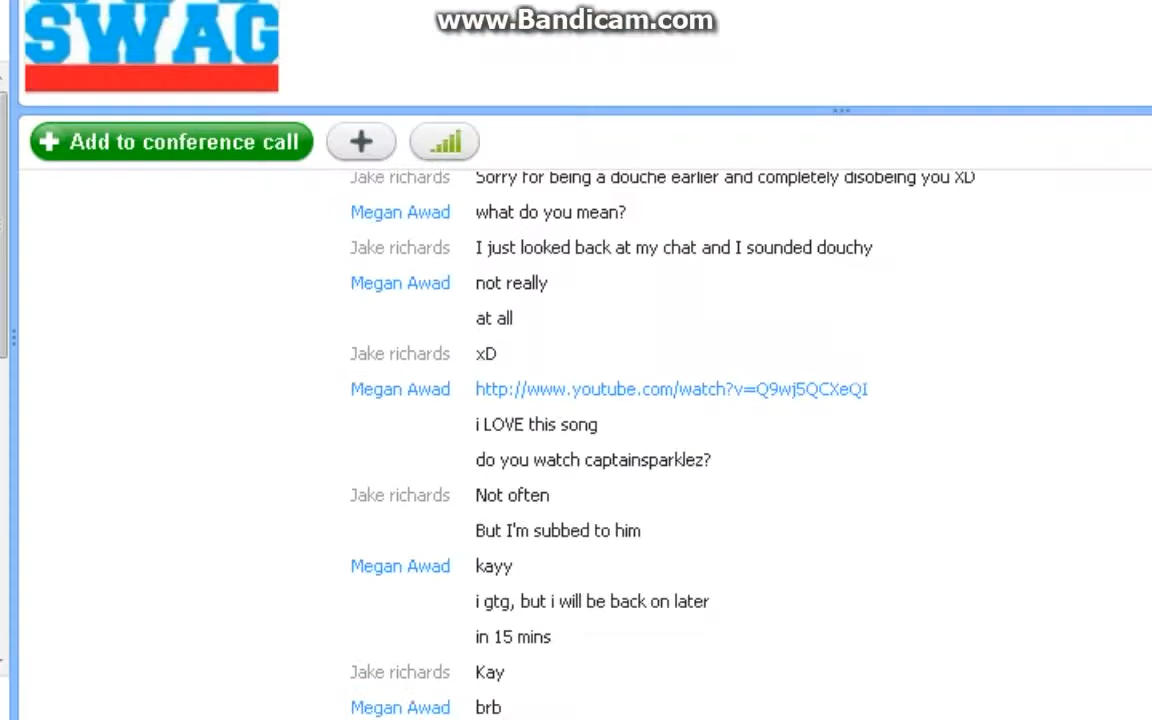 www.Bandicam.com
SWAG
Add to conference call
Jake richards Sorry for being a douche earlier and completely disobeing you XD
Megan Awad what do you mean?
Jake richards I just looked back at my chat and I sounded douchy
Megan Awad not really
at all
Jake richards xD
Megan Awad http://www.youtube.com/watch?v=Q9wj5QCXeQI
i LOVE this song
do you watch captainsparklez?
Jake richards Not often
But I'm subbed to him
Megan Awad kayy
i gtg, but i will be back on later
in 15 mins
Jake richards Kay
Megan Awad brb